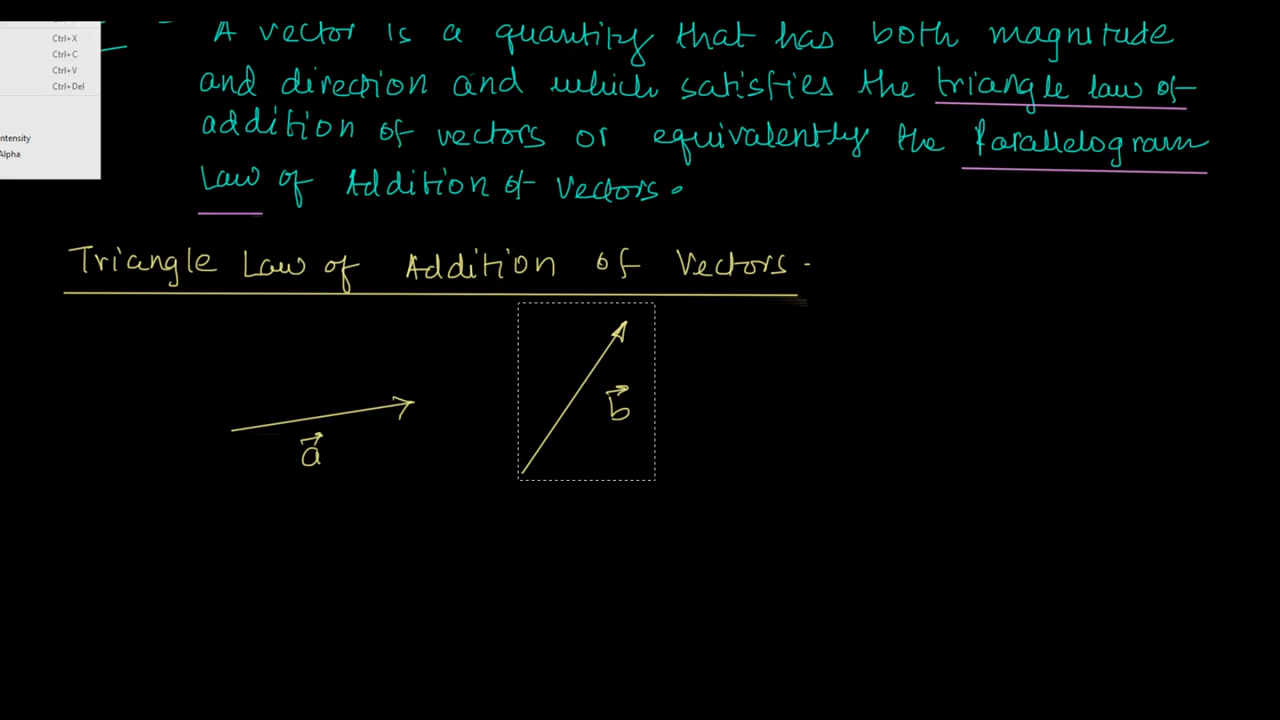 Ctrl+X
Ctrl+C
Ctrl+V
Ctrl+Del
ntensity
Alpha
A vector is a quantity that has both magnitude
and direction and which satisfies the triangle law of
addition of vectors or equivalently the Parallelogram
Law of Addition of Vectors.
Triangle Law of Addition of Vectors.
b⃗
a⃗